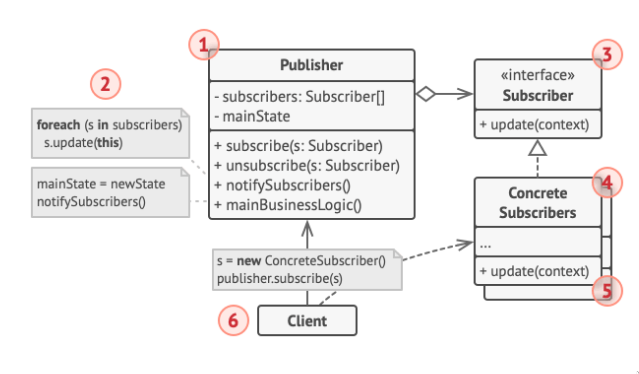 1
Publisher
- subscribers: Subscriber[]
- mainState
+ subscribe(s: Subscriber)
+ unsubscribe(s: Subscriber)
+ notifySubscribers()
+ mainBusinessLogic()
2
foreach (s in subscribers)
s.update(this)
mainState = newState
notifySubscribers()
3
«interface»
Subscriber
+ update(context)
4
Concrete
Subscribers
...
+ update(context)
5
s = new ConcreteSubscriber()
publisher.subscribe(s)
6
Client